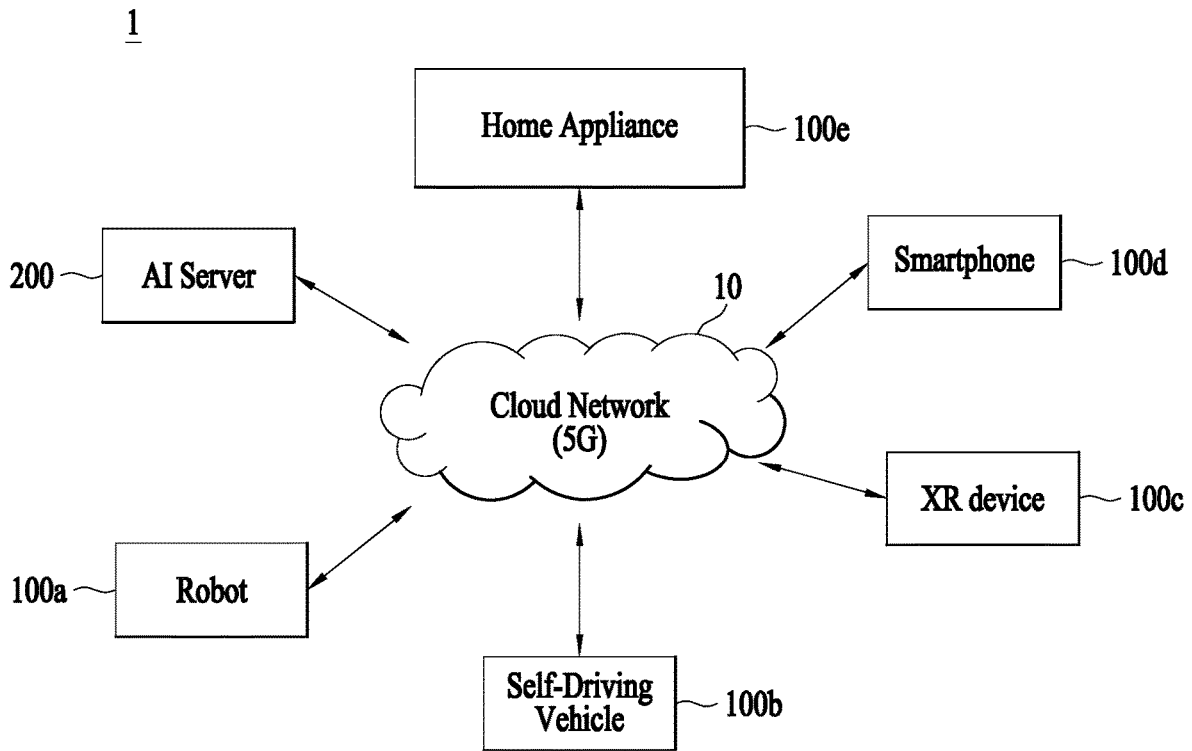 1
Home Appliance
100e
200
AI Server
Smartphone
100d
10
Cloud Network
(5G)
XR device
100c
100a
Robot
Self-Driving
Vehicle
100b